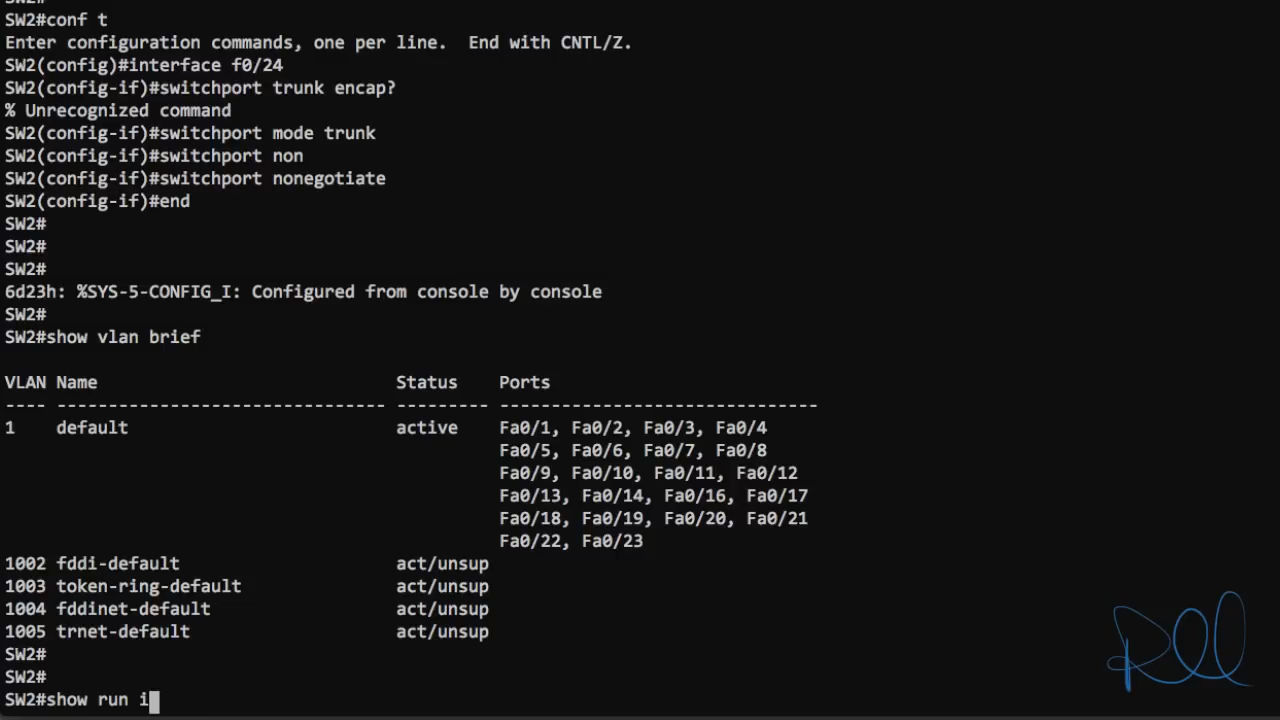 SW2#conf t
Enter configuration commands, one per line.  End with CNTL/Z.
SW2(config)#interface f0/24
SW2(config-if)#switchport trunk encap?
% Unrecognized command
SW2(config-if)#switchport mode trunk
SW2(config-if)#switchport non
SW2(config-if)#switchport nonegotiate
SW2(config-if)#end
SW2#
SW2#
SW2#
6d23h: %SYS-5-CONFIG_I: Configured from console by console
SW2#
SW2#show vlan brief
VLAN Name                             Status    Ports
---- -------------------------------- --------- -------------------------------
1    default                          active    Fa0/1, Fa0/2, Fa0/3, Fa0/4
                                                Fa0/5, Fa0/6, Fa0/7, Fa0/8
                                                Fa0/9, Fa0/10, Fa0/11, Fa0/12
                                                Fa0/13, Fa0/14, Fa0/16, Fa0/17
                                                Fa0/18, Fa0/19, Fa0/20, Fa0/21
                                                Fa0/22, Fa0/23
1002 fddi-default                     act/unsup
1003 token-ring-default               act/unsup
1004 fddinet-default                  act/unsup
1005 trnet-default                    act/unsup
SW2#
SW2#
SW2#show run i